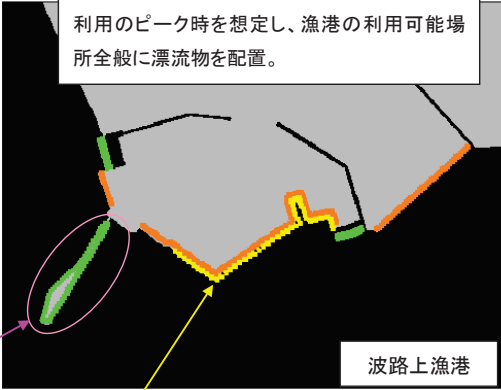 利用のピーク時を想定し、漁港の利用可能場
所全般に漂流物を配置。
波路上漁港